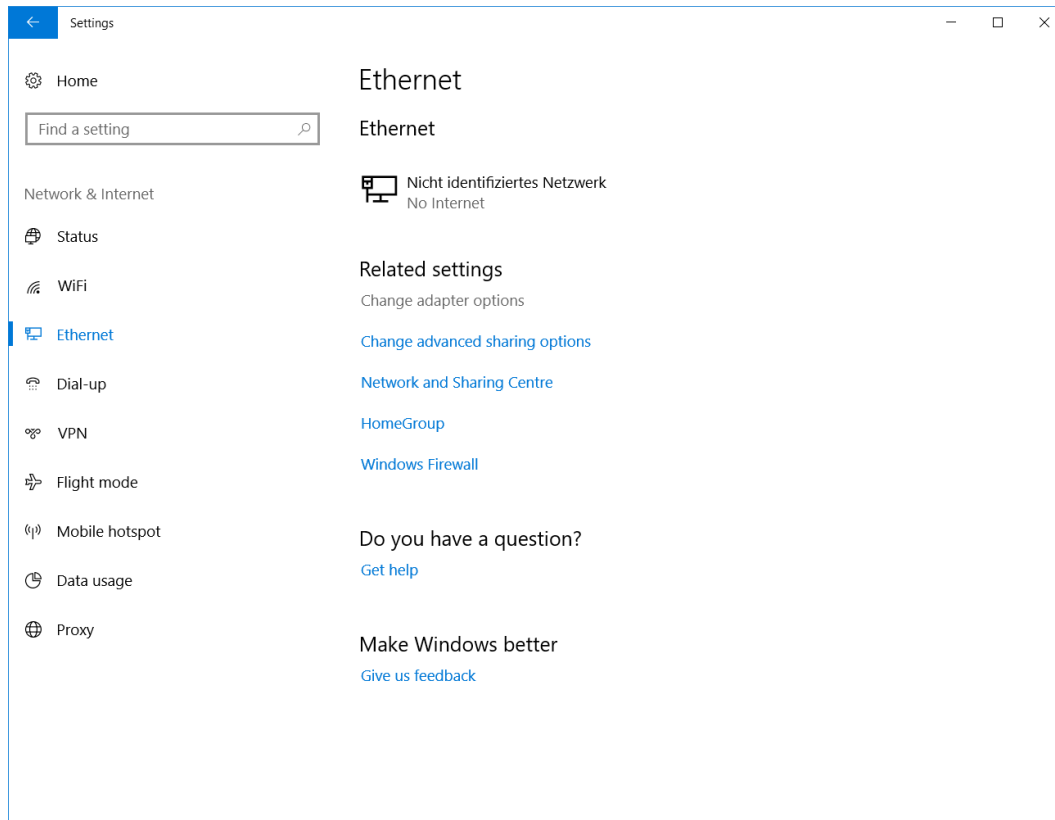 Settings
Home
Find a setting
Network & Internet
Status
WiFi
Ethernet
Dial-up
VPN
Flight mode
Mobile hotspot
Data usage
Proxy
Ethernet
Ethernet
Nicht identifiziertes Netzwerk
No Internet
Related settings
Change adapter options
Change advanced sharing options
Network and Sharing Centre
HomeGroup
Windows Firewall
Do you have a question?
Get help
Make Windows better
Give us feedback